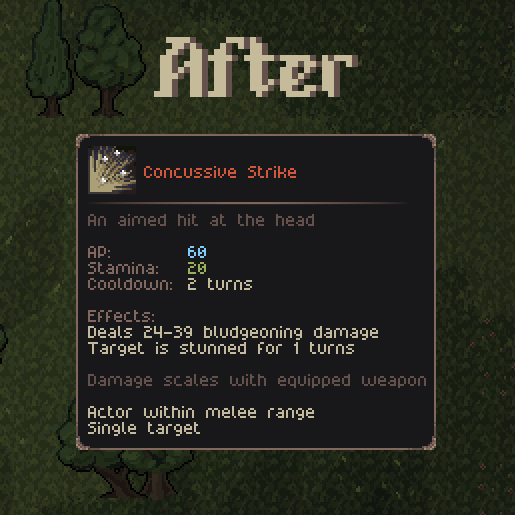 After
Concussive Strike
An aimed hit at the head
AP: 60
Stamina: 20
Cooldown: 2 turns
Effects:
Deals 24-39 bludgeoning damage
Target is stunned for 1 turns
Damage scales with equipped weapon
Actor within melee range
Single target